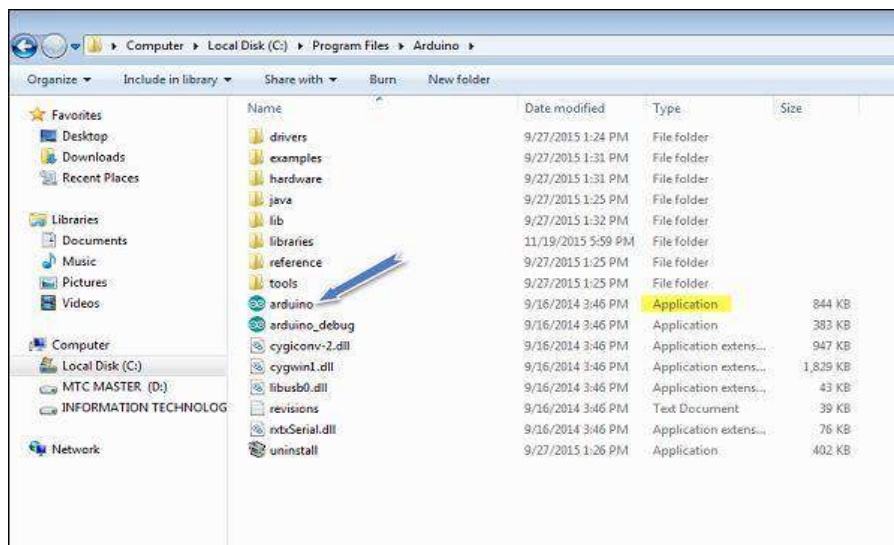 Computer Local Disk (C:) Program Files Arduino
Organize Include in library Share with Burn New folder
Favorites
Desktop
Downloads
Recent Places
Libraries
Documents
Music
Pictures
Videos
Computer
Local Disk (C:)
MTC MASTER (D:)
INFORMATION TECHNOLOG
Network
Name Date modified Type Size
drivers 9/27/2015 1:24 PM File folder
examples 9/27/2015 1:31 PM File folder
hardware 9/27/2015 1:31 PM File folder
java 9/27/2015 1:25 PM File folder
lib 9/27/2015 1:32 PM File folder
libraries 11/19/2015 5:59 PM File folder
reference 9/27/2015 1:25 PM File folder
tools 9/27/2015 1:25 PM File folder
arduino 9/16/2014 3:46 PM Application 844 KB
arduino_debug 9/16/2014 3:46 PM Application 383 KB
cygiconv-2.dll 9/16/2014 3:46 PM Application extens... 947 KB
cygwin1.dll 9/16/2014 3:46 PM Application extens... 1,829 KB
libusb0.dll 9/16/2014 3:46 PM Application extens... 43 KB
revisions 9/16/2014 3:46 PM Text Document 39 KB
rxtxSerial.dll 9/16/2014 3:46 PM Application extens... 76 KB
uninstall 9/27/2015 1:26 PM Application 402 KB